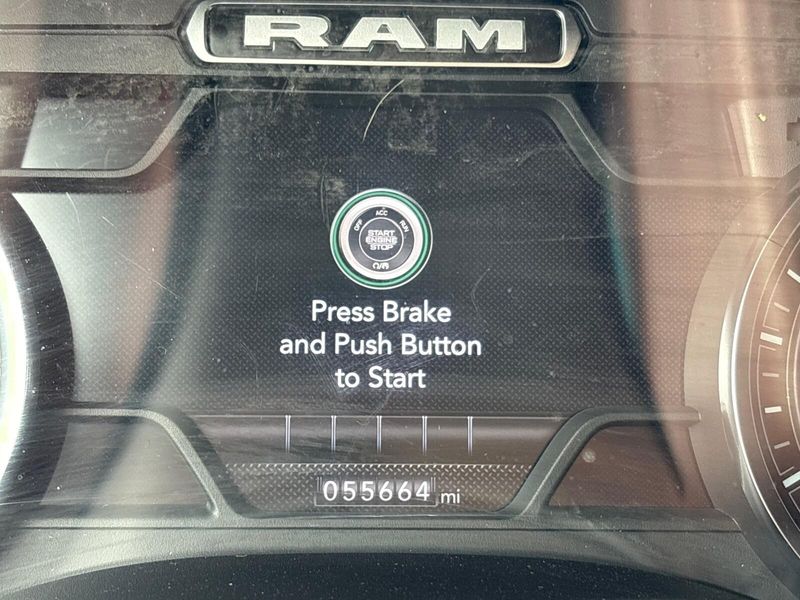 RAM
ACC
OFF
RUN
START
ENGINE
STOP
Press Brake
and Push Button
to Start
055664 mi